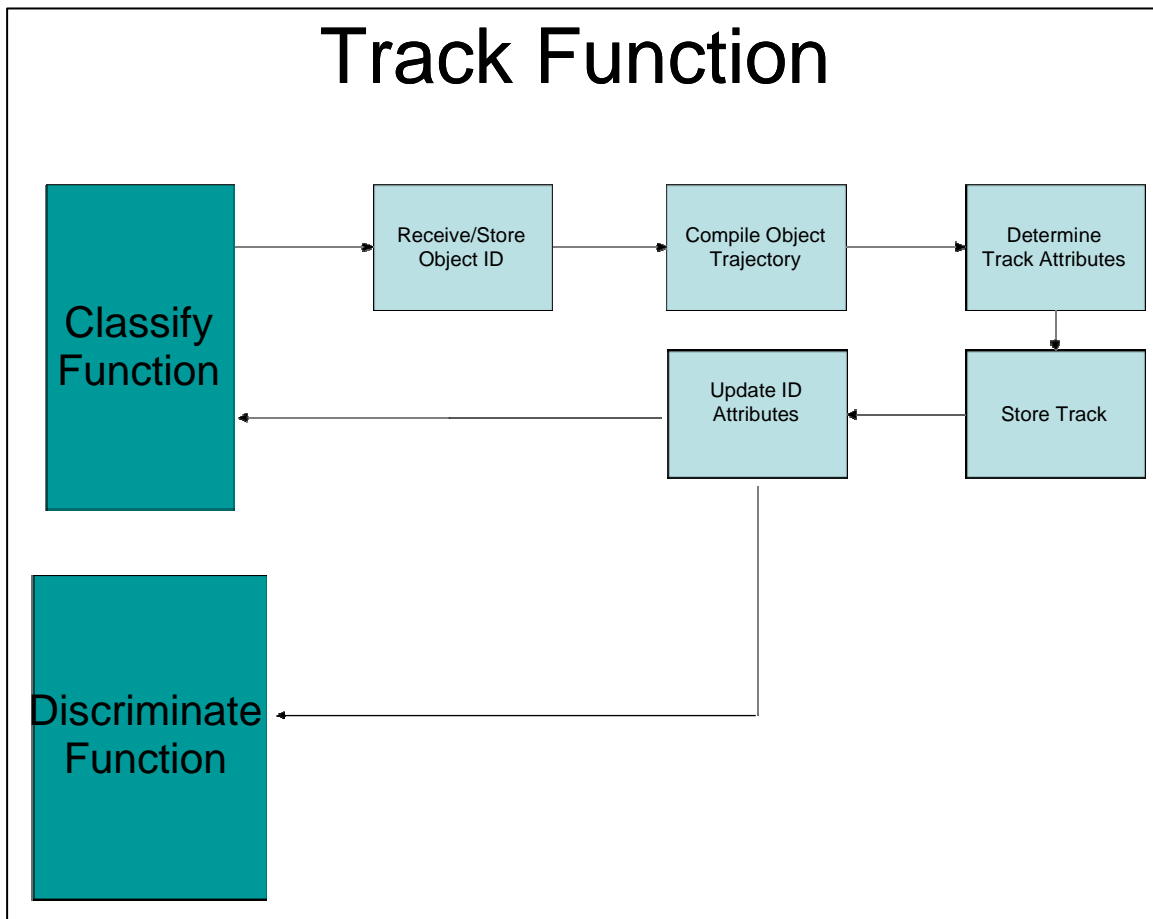 Track Function
Classify
Function
Receive/Store
Object ID
Compile Object
Trajectory
Determine
Track Attributes
Update ID
Attributes
Store Track
Discriminate
Function